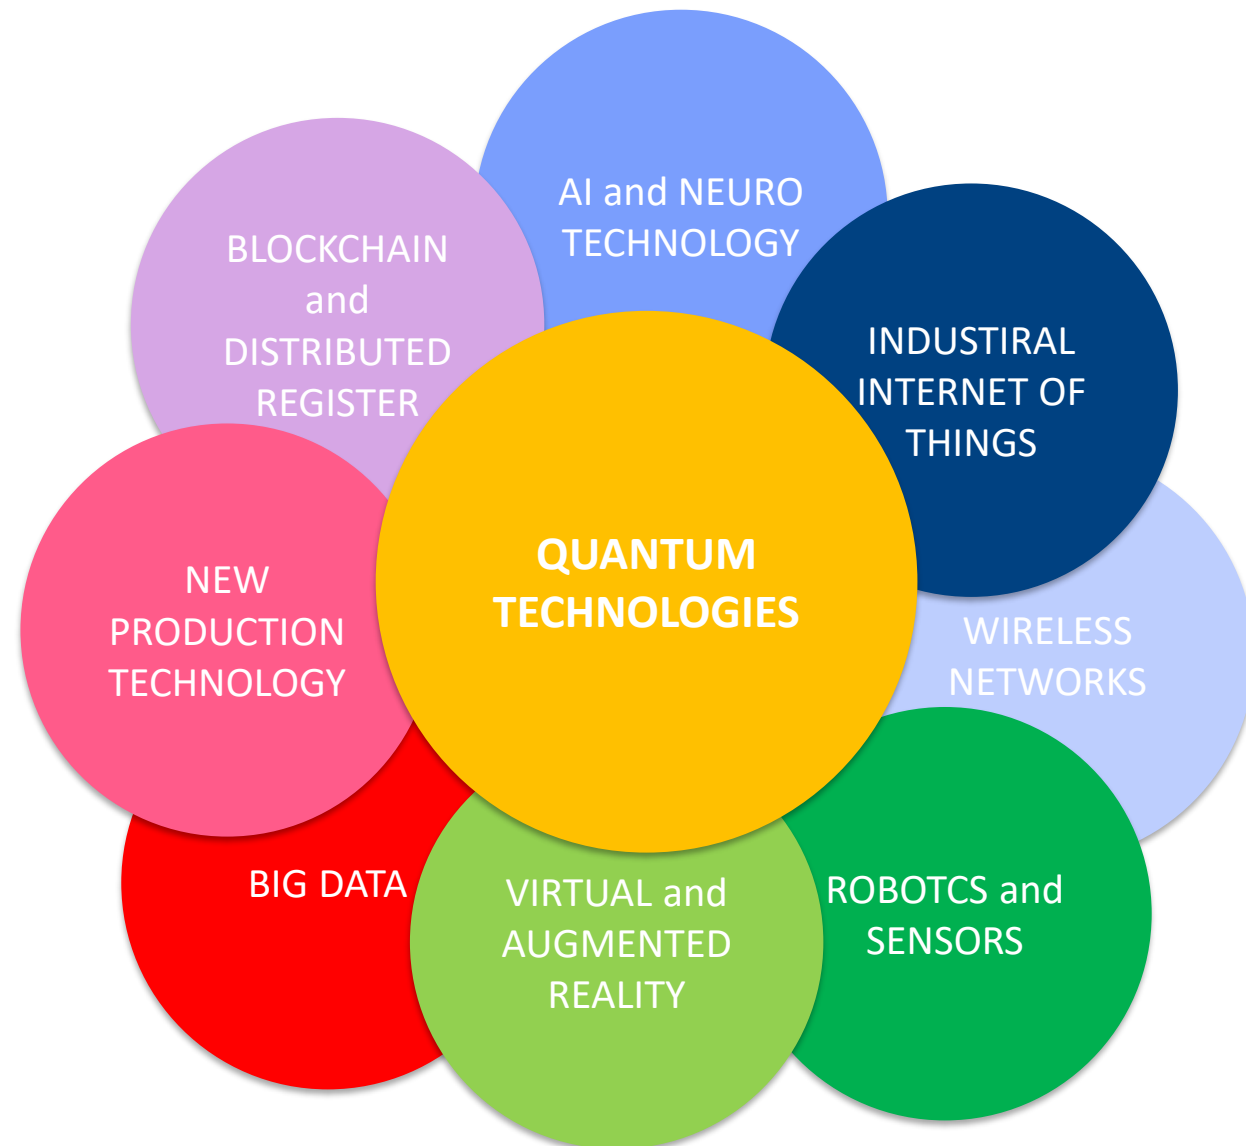 AI and NEURO
TECHNOLOGY
BLOCKCHAIN
and
DISTRIBUTED
REGISTER
INDUSTIRAL
INTERNET OF
THINGS
QUANTUM
TECHNOLOGIES
NEW
PRODUCTION
TECHNOLOGY
WIRELESS
NETWORKS
BIG DATA
VIRTUAL and
AUGMENTED
REALITY
ROBOTCS and
SENSORS